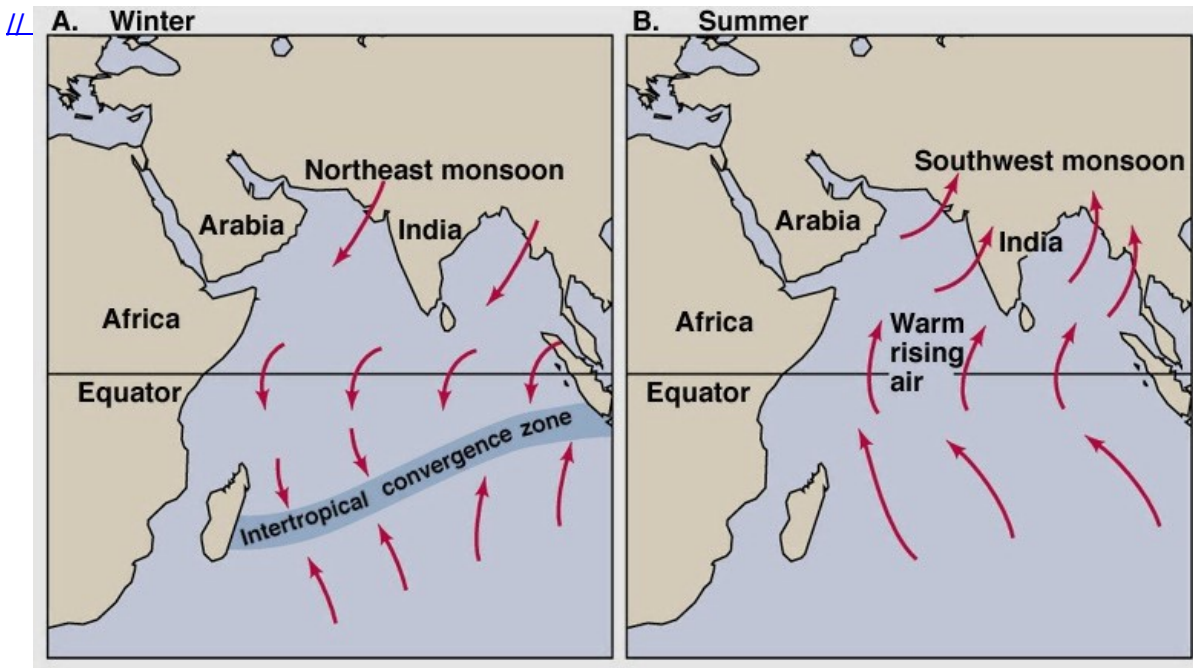 //
A. Winter
Northeast monsoon
Arabia
India
Africa
Equator
Intertropical convergence zone
B. Summer
Southwest monsoon
Arabia
India
Africa
Warm
rising
air
Equator